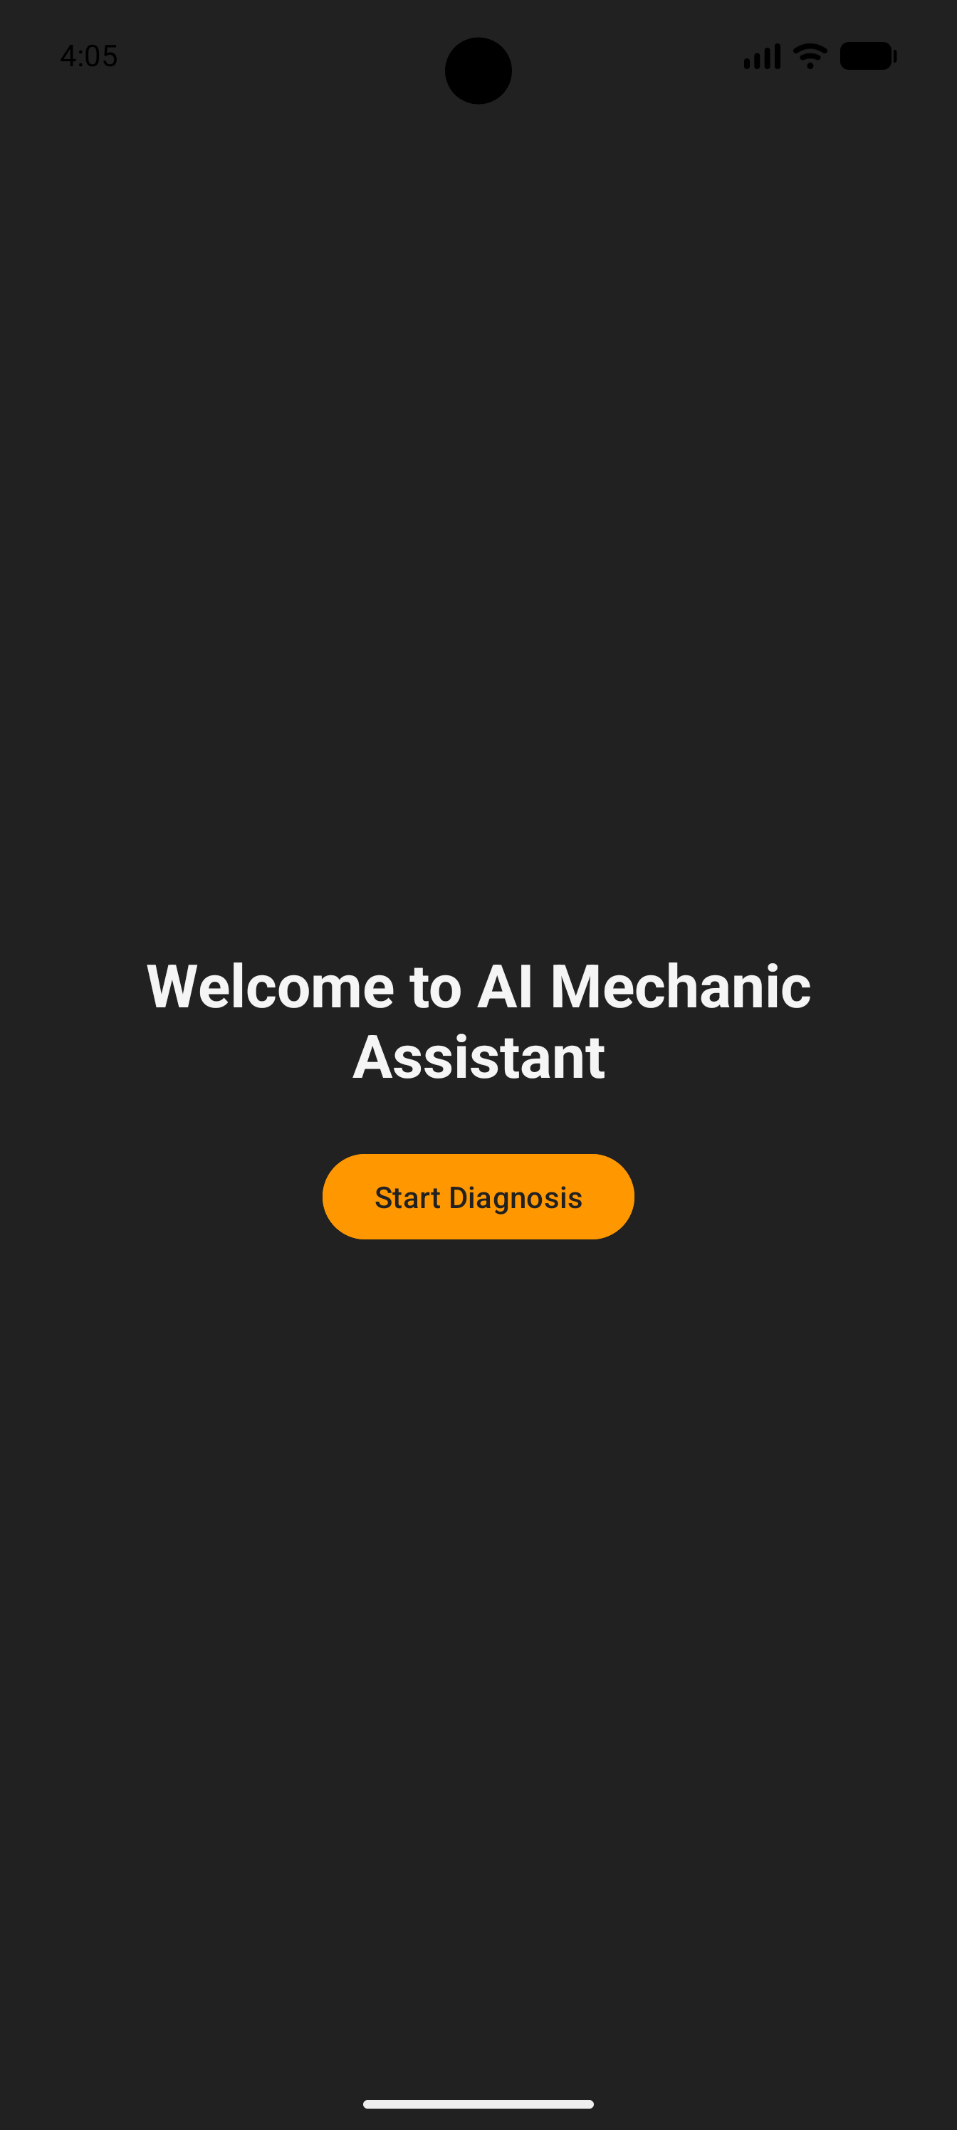 4:05
Welcome to AI Mechanic
Assistant
Start Diagnosis